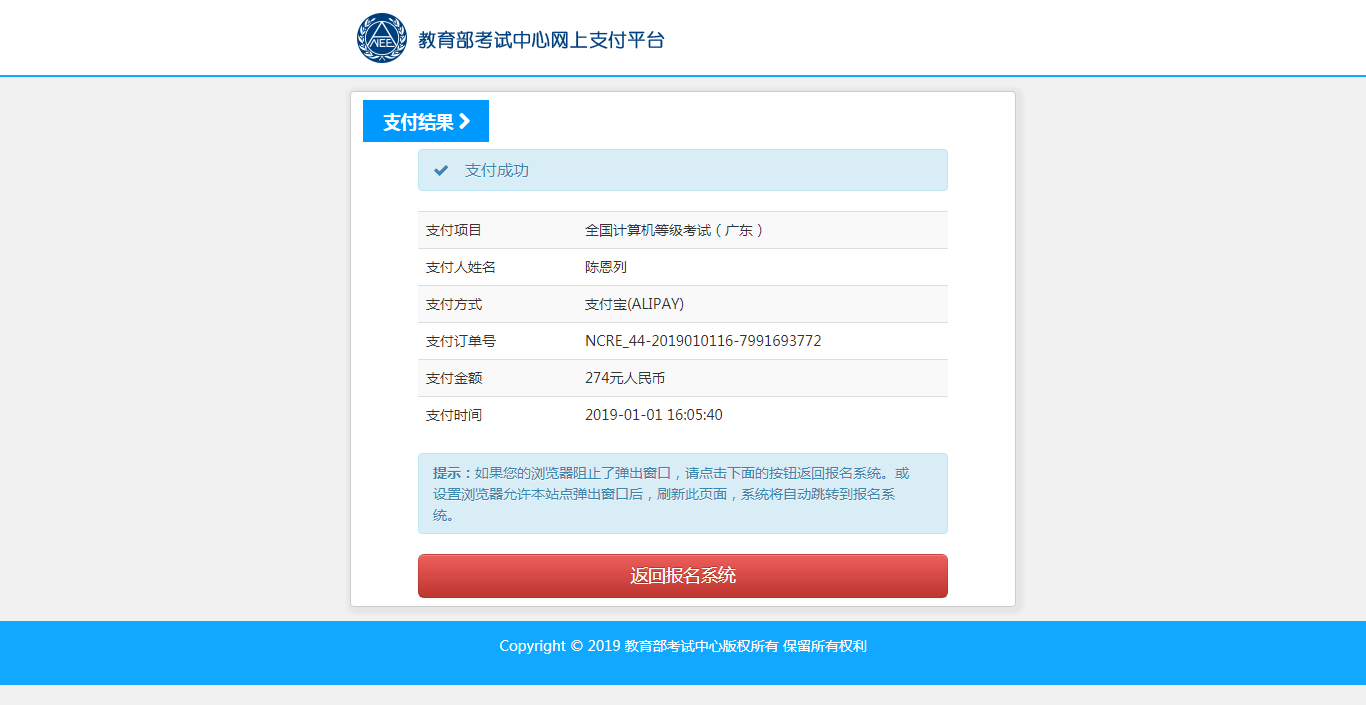 NEEA
教育部考试中心网上支付平台
支付结果
支付成功
支付项目 全国计算机等级考试（广东）
支付人姓名 陈恩列
支付方式 支付宝(ALIPAY)
支付订单号 NCRE_44-2019010116-7991693772
支付金额 274元人民币
支付时间 2019-01-01 16:05:40
提示：如果您的浏览器阻止了弹出窗口，请点击下面的按钮返回报名系统。或
设置浏览器允许本站点弹出窗口后，刷新此页面，系统将自动跳转到报名系
统。
返回报名系统
Copyright © 2019 教育部考试中心版权所有 保留所有权利